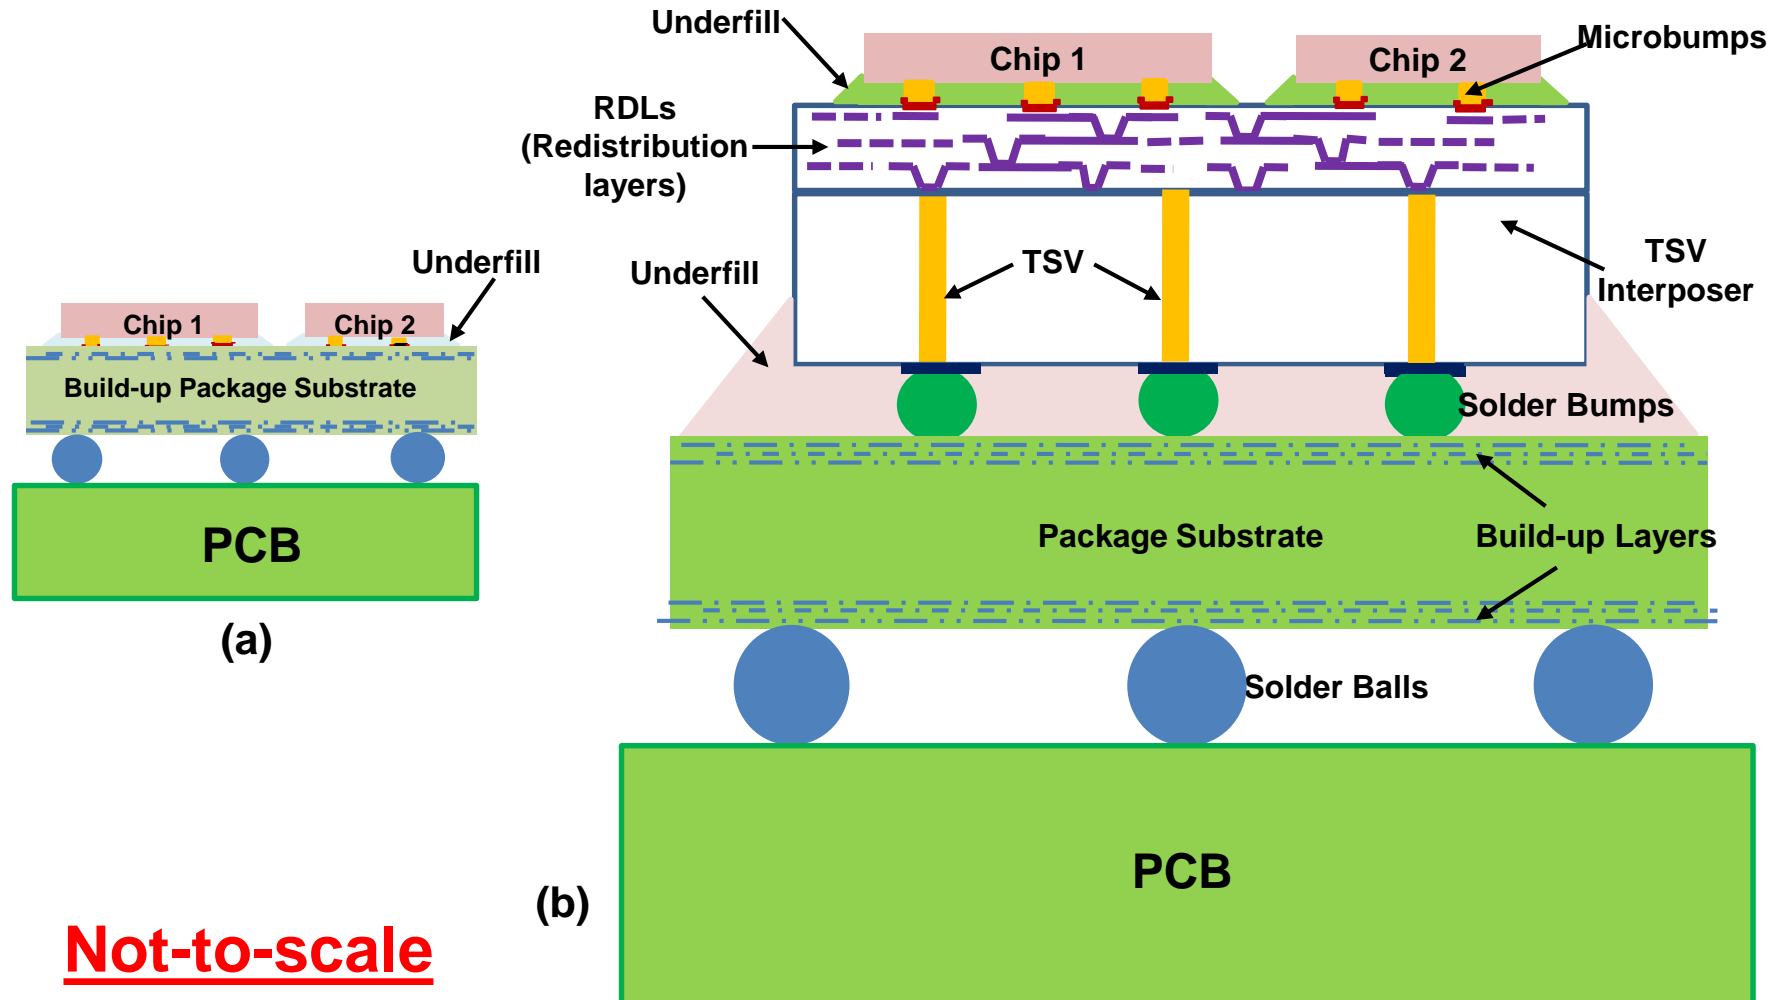 Underfill
Chip 1
Chip 2
Microbumps
RDLs
(Redistribution
layers)
Underfill
TSV
TSV
Interposer
Underfill
Chip 1
Chip 2
Build-up Package Substrate
Solder Bumps
PCB
Package Substrate
Build-up Layers
(a)
Solder Balls
PCB
(b)
Not-to-scale